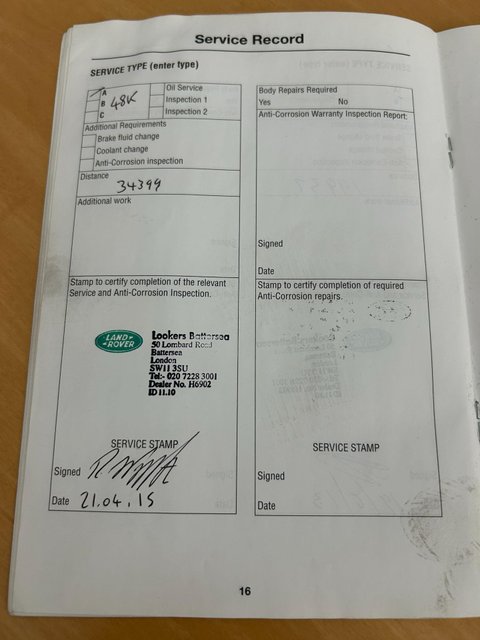 Service Record
SERVICE TYPE (enter type)
A
B
C
48K
Oil Service
Inspection 1
Inspection 2
Additional Requirements
Brake fluid change
Coolant change
Anti-Corrosion inspection
Distance
34399
Additional work
Stamp to certify completion of the relevant
Service and Anti-Corrosion Inspection.
LAND
ROVER
Lookers Battersea
50 Lombard Road
Battersea
London
SW11 3SU
Tel:- 020 7228 3001
Dealer No. H6902
ID 11.10
SERVICE STAMP
Signed
Date 21.04.15
Body Repairs Required
Yes No
Anti-Corrosion Warranty Inspection Report:
Signed
Date
Stamp to certify completion of required
Anti-Corrosion repairs.
SERVICE STAMP
Signed
Date
16